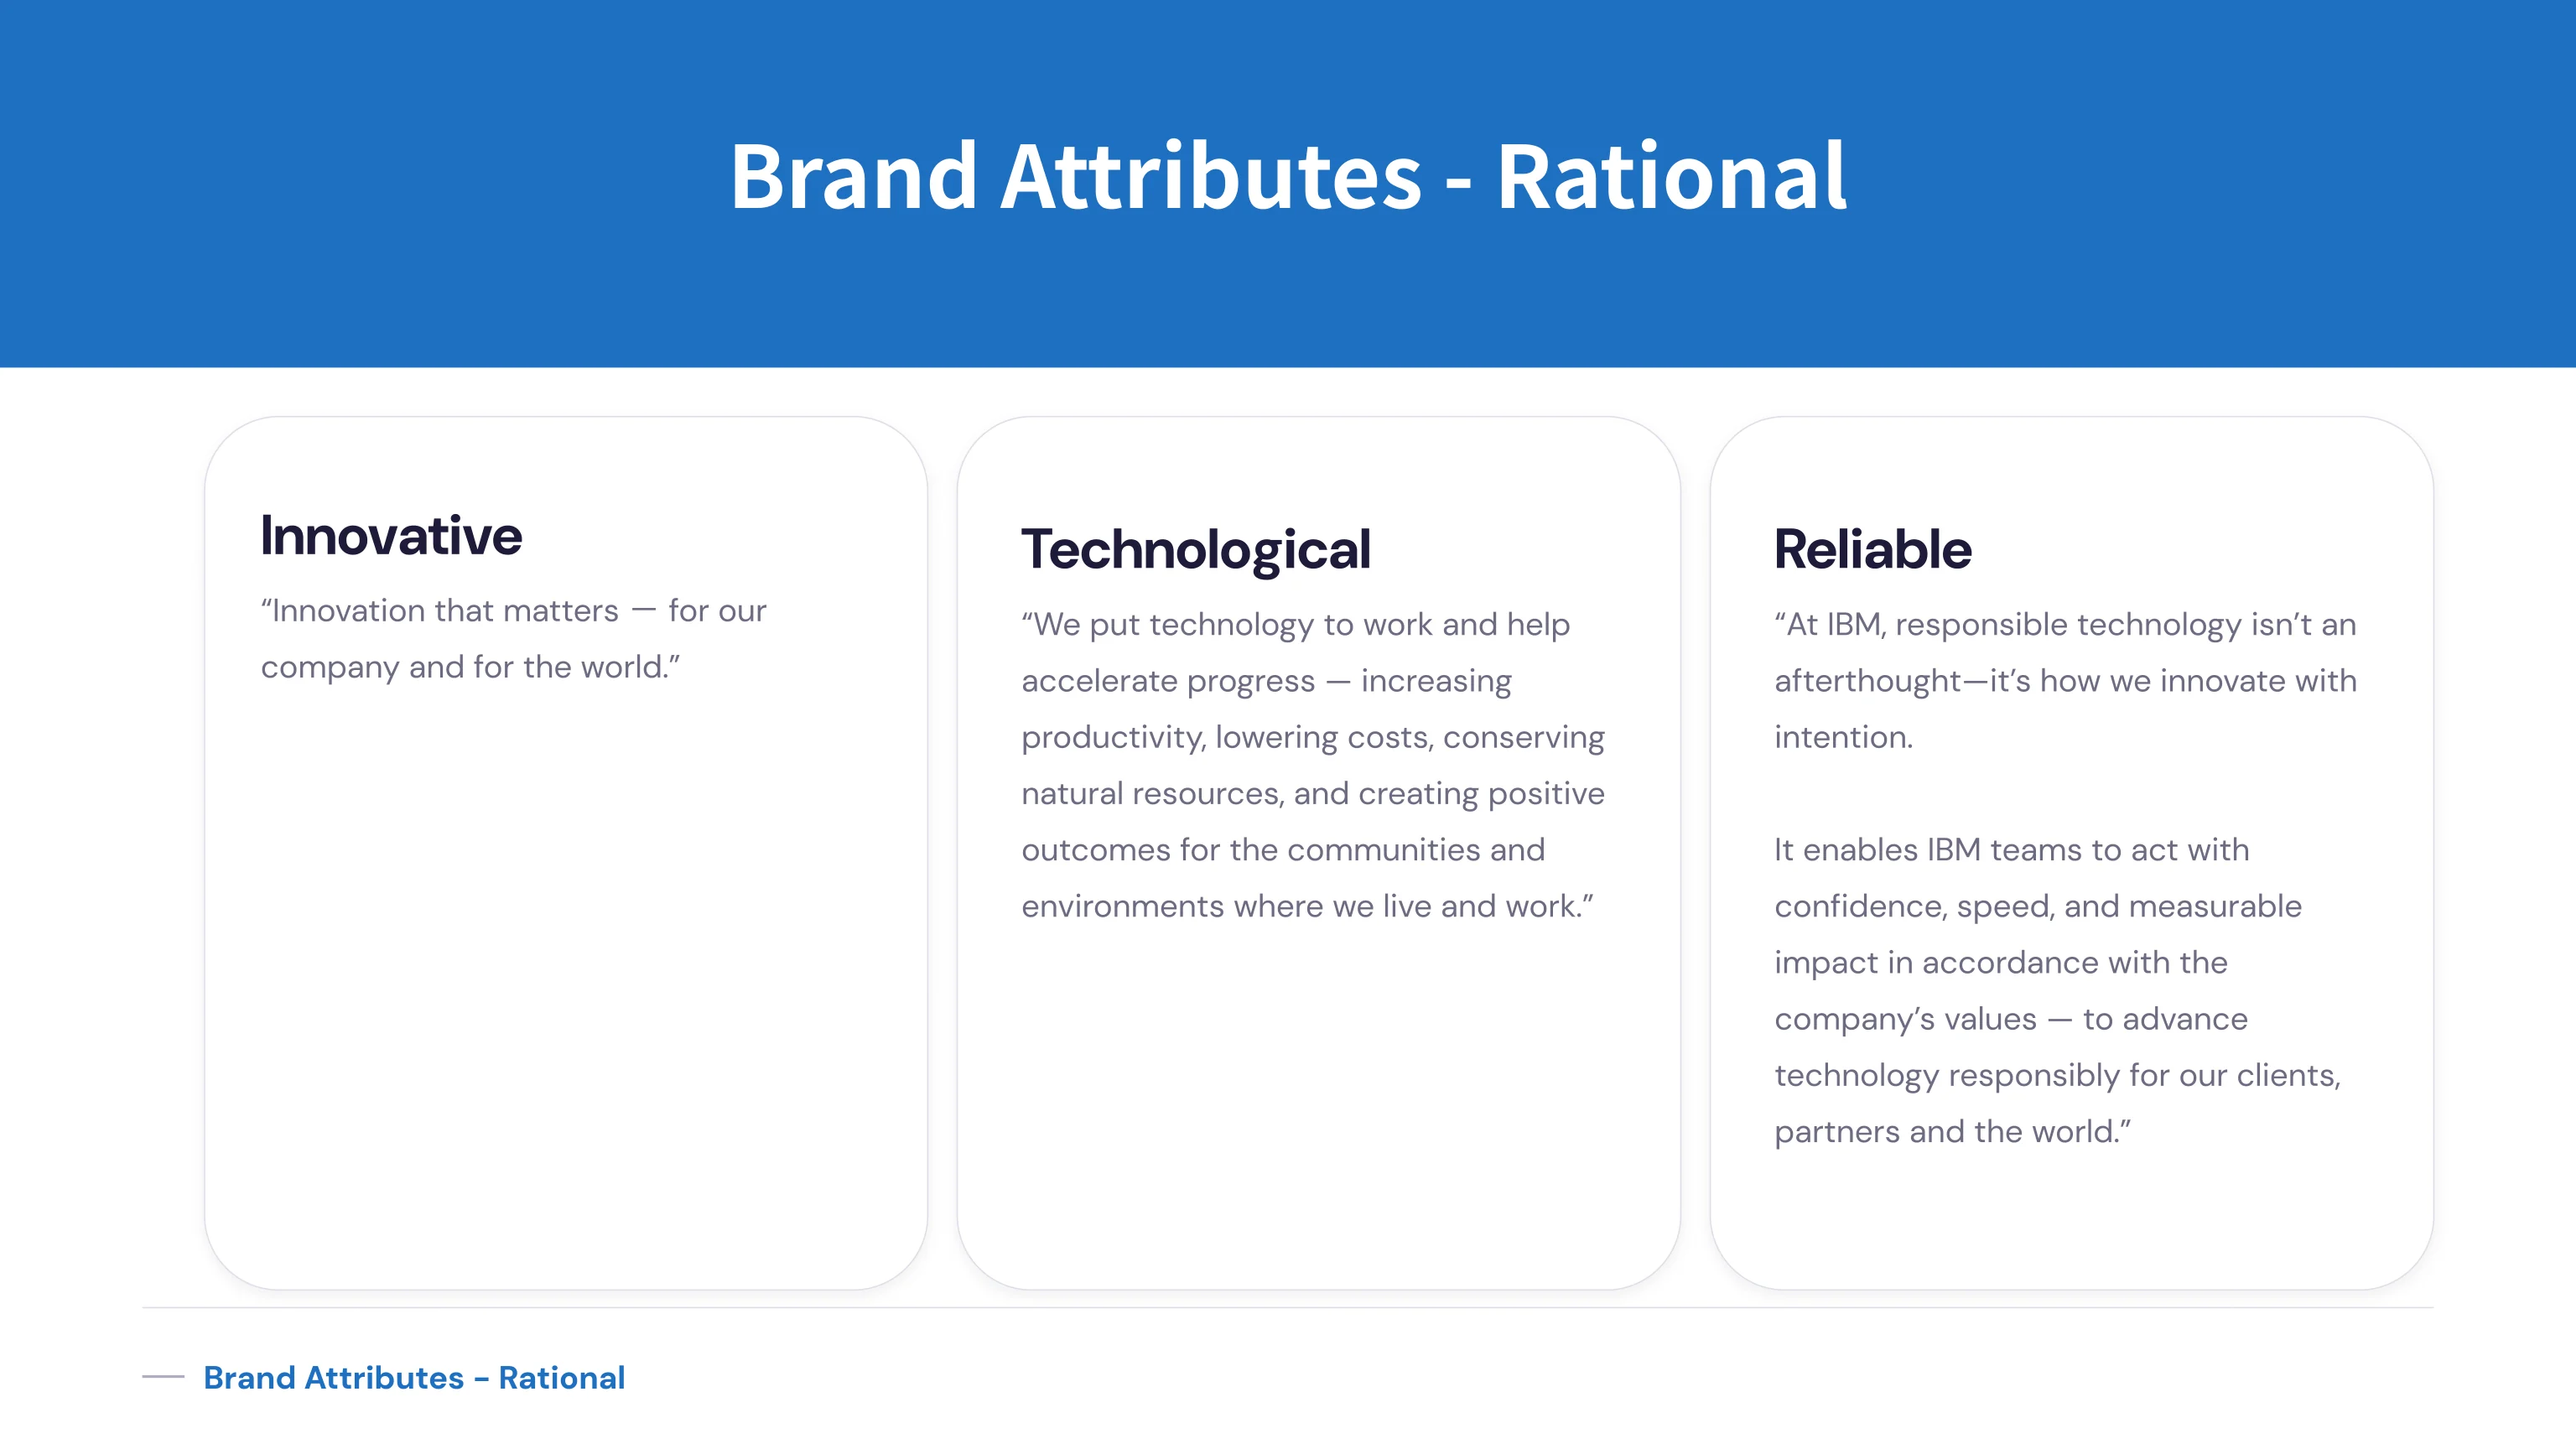 Brand Attributes - Rational
Innovative
“Innovation that matters — for our
company and for the world.”
Technological
“We put technology to work and help
accelerate progress — increasing
productivity, lowering costs, conserving
natural resources, and creating positive
outcomes for the communities and
environments where we live and work.”
Reliable
“At IBM, responsible technology isn’t an
afterthought—it’s how we innovate with
intention.
It enables IBM teams to act with
confidence, speed, and measurable
impact in accordance with the
company’s values — to advance
technology responsibly for our clients,
partners and the world.”
Brand Attributes – Rational